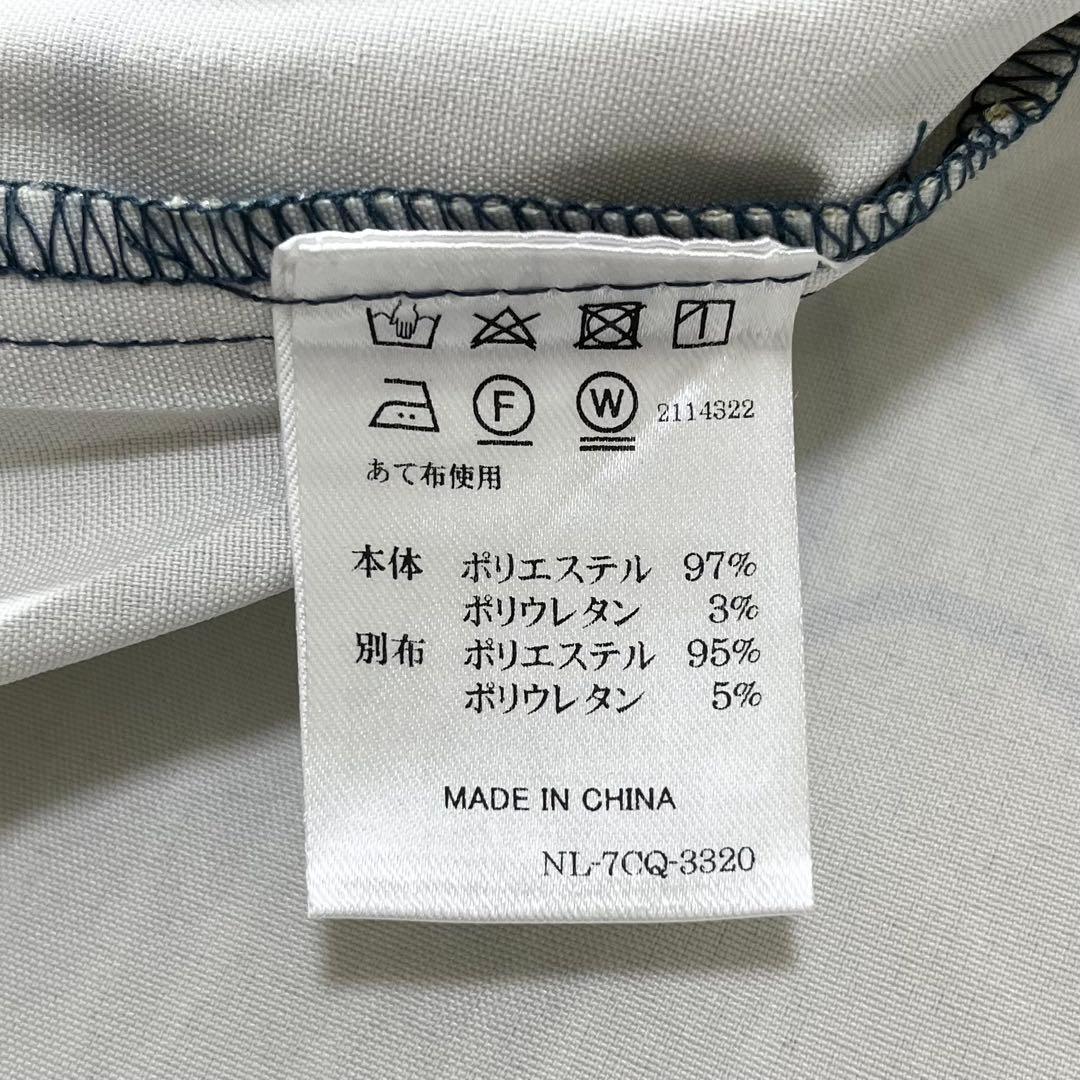 F W 2114322
あて布使用
本体 ポリエステル 97%
ポリウレタン 3%
別布 ポリエステル 95%
ポリウレタン 5%
MADE IN CHINA
NL-7CQ-3320